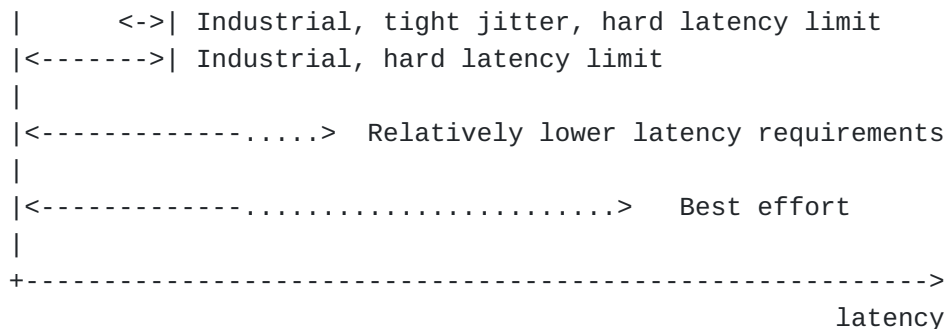 |      <->| Industrial, tight jitter, hard latency limit
|<------->| Industrial, hard latency limit
|
|<-------------.....>  Relatively lower latency requirements
|
|<-------------........................>   Best effort
|
+---------------------------------------------------------->
                                                     latency